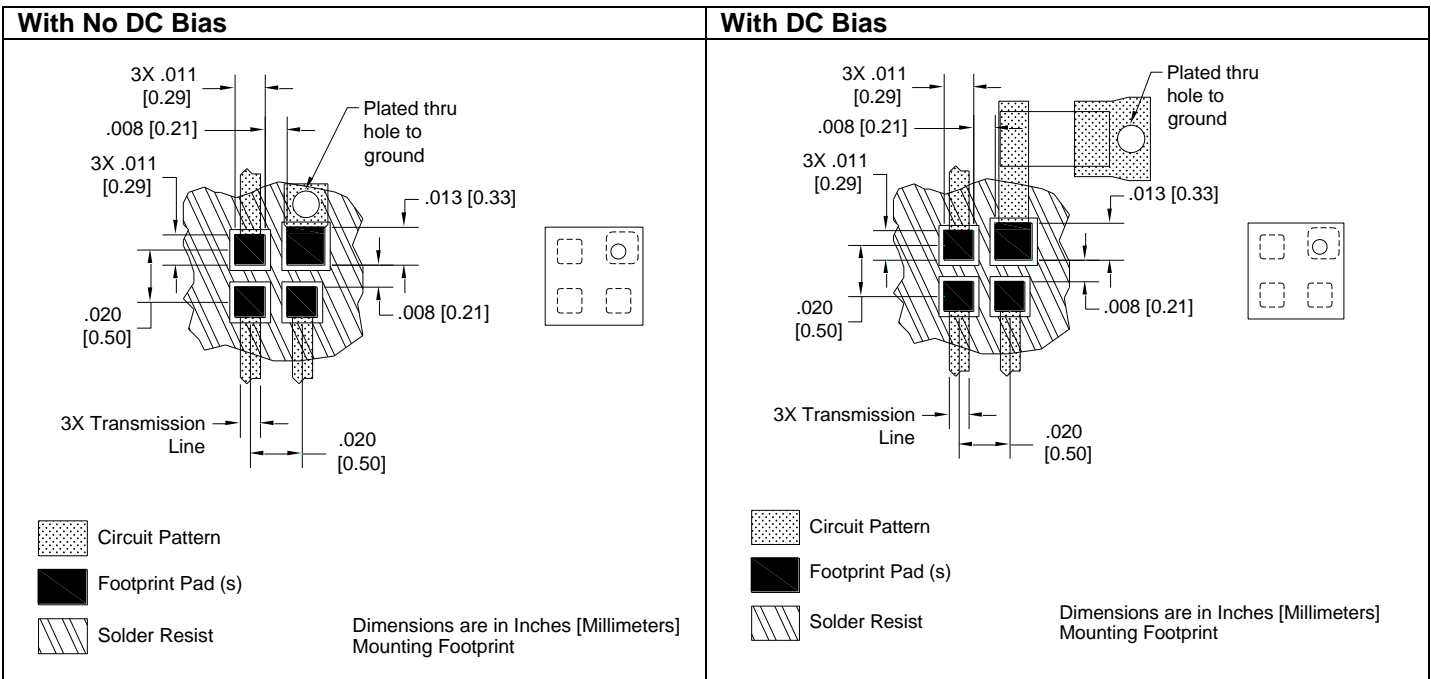 With No DC Bias
3X .011
[0.29]
.008 [0.21]
3X .011
[0.29]
Plated thru
hole to
ground
.013 [0.33]
.020
[0.50]
.008 [0.21]
3X Transmission
Line
.020
[0.50]
Circuit Pattern
Footprint Pad (s)
Solder Resist
Dimensions are in Inches [Millimeters]
Mounting Footprint
With DC Bias
3X .011
[0.29]
.008 [0.21]
3X .011
[0.29]
Plated thru
hole to
ground
.013 [0.33]
.020
[0.50]
.008 [0.21]
3X Transmission
Line
.020
[0.50]
Circuit Pattern
Footprint Pad (s)
Solder Resist
Dimensions are in Inches [Millimeters]
Mounting Footprint